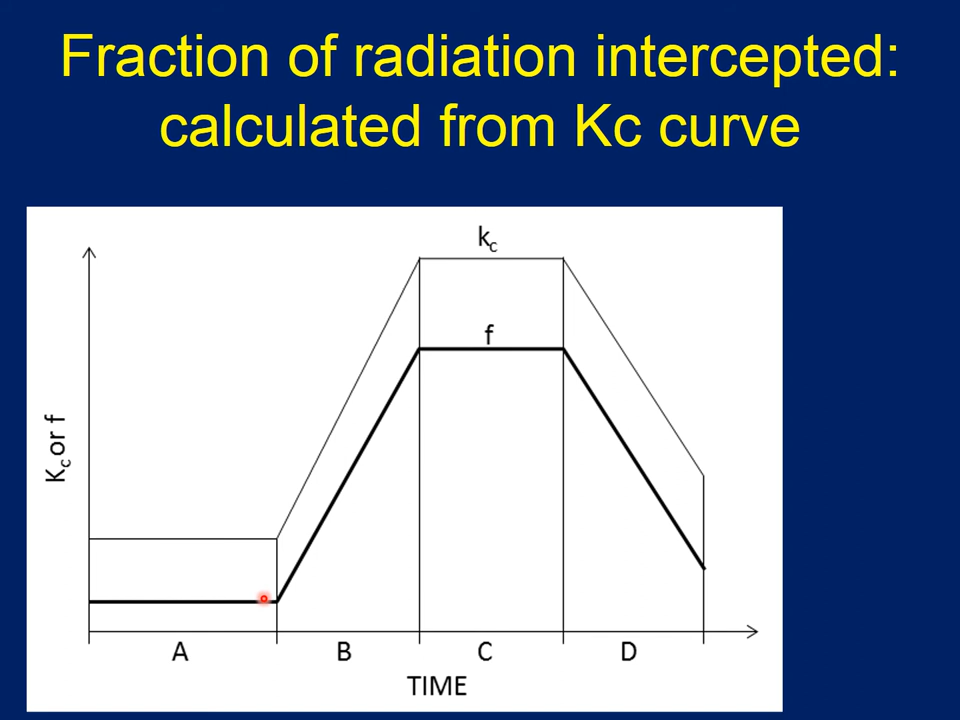 Fraction of radiation intercepted:
calculated from Kc curve
kc
f
Kc or f
A B C D
TIME